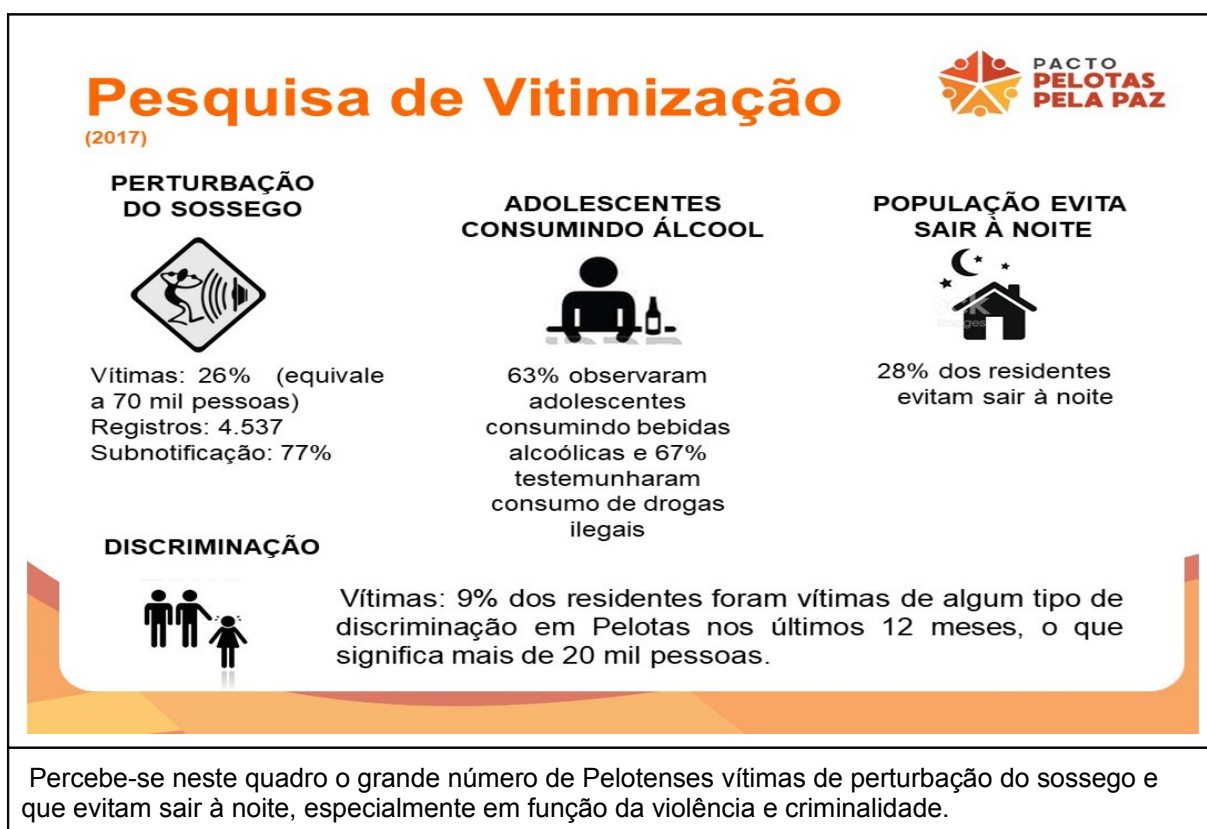 Pesquisa de Vitimização
(2017)
PACTO
PELOTAS
PELA PAZ
PERTURBAÇÃO
DO SOSSEGO
Vítimas: 26% (equivale
a 70 mil pessoas)
Registros: 4.537
Subnotificação: 77%
ADOLESCENTES
CONSUMINDO ÁLCOOL
63% observaram
adolescentes
consumindo bebidas
alcoólicas e 67%
testemunharam
consumo de drogas
ilegais
POPULAÇÃO EVITA
SAIR À NOITE
28% dos residentes
evitam sair à noite
DISCRIMINAÇÃO
Vítimas: 9% dos residentes foram vítimas de algum tipo de
discriminação em Pelotas nos últimos 12 meses, o que
significa mais de 20 mil pessoas.
Percebe-se neste quadro o grande número de Pelotenses vítimas de perturbação do sossego e
que evitam sair à noite, especialmente em função da violência e criminalidade.